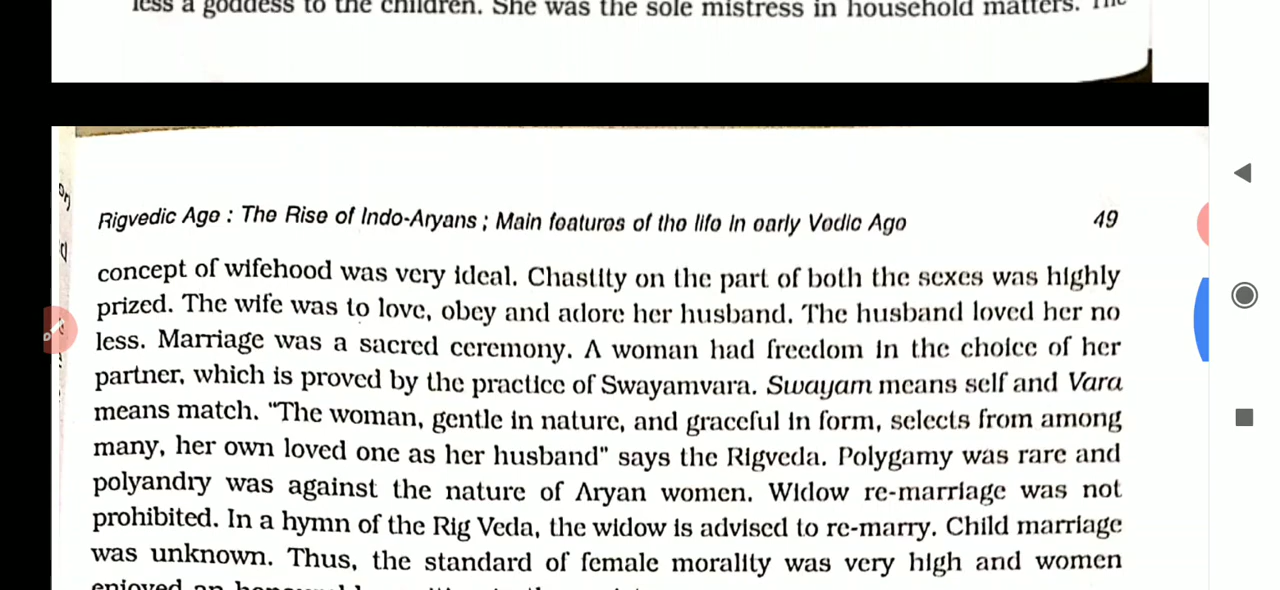 less a goddess to the children. She was the sole mistress in household matters. The
Rigvedic Age : The Rise of Indo-Aryans ; Main features of the life in early Vedic Age 49
concept of wifehood was very ideal. Chastity on the part of both the sexes was highly
prized. The wife was to love, obey and adore her husband. The husband loved her no
less. Marriage was a sacred ceremony. A woman had freedom in the choice of her
partner, which is proved by the practice of Swayamvara. Swayam means self and Vara
means match. "The woman, gentle in nature, and graceful in form, selects from among
many, her own loved one as her husband" says the Rigveda. Polygamy was rare and
polyandry was against the nature of Aryan women. Widow re-marriage was not
prohibited. In a hymn of the Rig Veda, the widow is advised to re-marry. Child marriage
was unknown. Thus, the standard of female morality was very high and women
enjoyed an